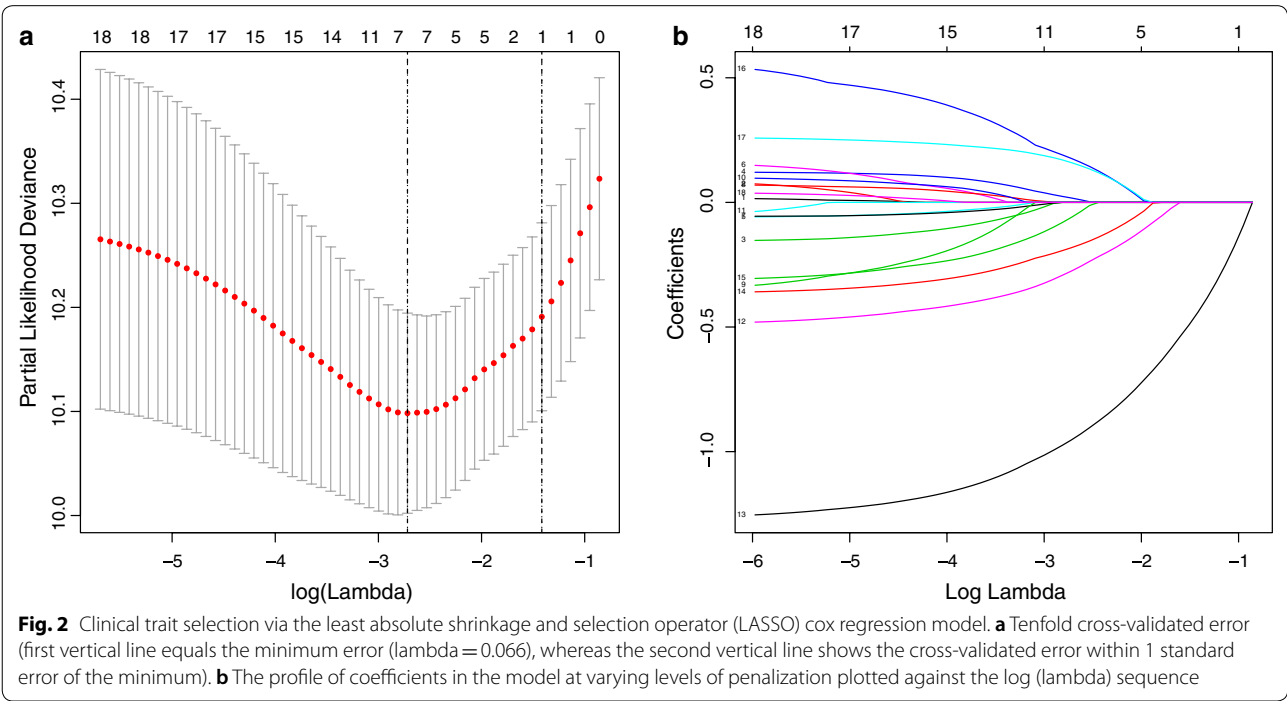 a
18 18 17 17 15 15 14 11 7 7 5 5 2 1 1 0
Partial Likelihood Deviance
10.4
10.3
10.2
10.1
10.0
−5 −4 −3 −2 −1
log(Lambda)
b
18 17 15 11 5 1
Coefficients
0.5
0.0
−0.5
−1.0
16
17
6
4
10
18
11
3
15
9
14
12
13
−6 −5 −4 −3 −2 −1
Log Lambda
Fig. 2 Clinical trait selection via the least absolute shrinkage and selection operator (LASSO) cox regression model. a Tenfold cross-validated error
(first vertical line equals the minimum error (lambda = 0.066), whereas the second vertical line shows the cross-validated error within 1 standard
error of the minimum). b The profile of coefficients in the model at varying levels of penalization plotted against the log (lambda) sequence